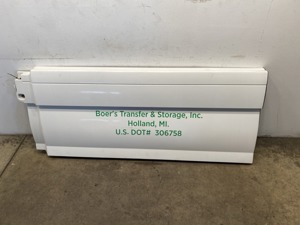 Boer's Transfer & Storage, Inc.
Holland, MI.
U.S. DOT# 306758